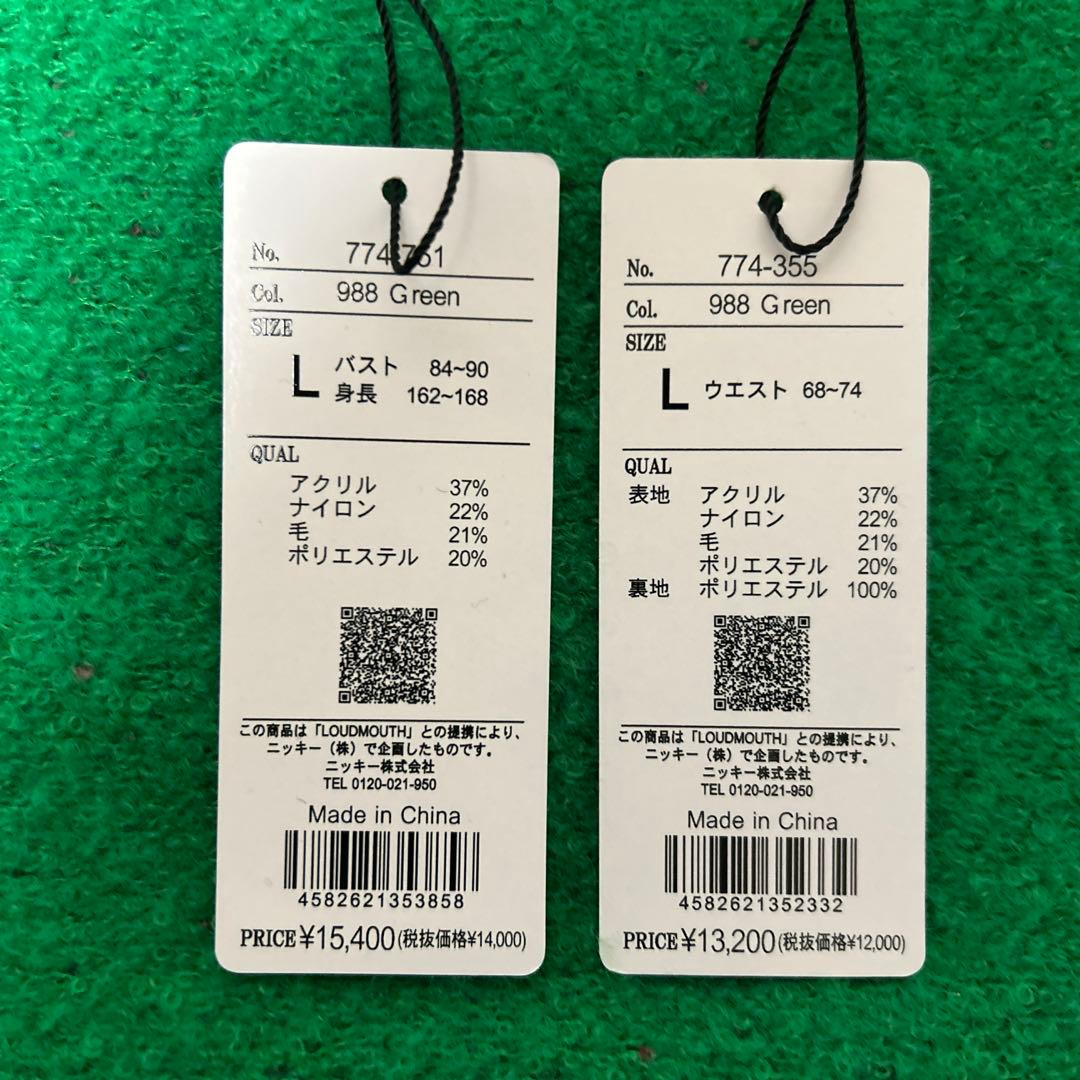 No. 774-751
Col. 988 Green
SIZE
L バスト 84~90
身長 162~168
QUAL
アクリル 37%
ナイロン 22%
毛 21%
ポリエステル 20%
この商品は「LOUDMOUTH」との提携により、
ニッキー（株）で企画したものです。
ニッキー株式会社
TEL 0120-021-950
Made in China
4582621353858
PRICE¥15,400(税抜価格¥14,000)
No. 774-355
Col. 988 Green
SIZE
L ウエスト 68~74
QUAL
表地 アクリル 37%
ナイロン 22%
毛 21%
ポリエステル 20%
裏地 ポリエステル 100%
この商品は「LOUDMOUTH」との提携により、
ニッキー（株）で企画したものです。
ニッキー株式会社
TEL 0120-021-950
Made in China
4582621352332
PRICE¥13,200(税抜価格¥12,000)